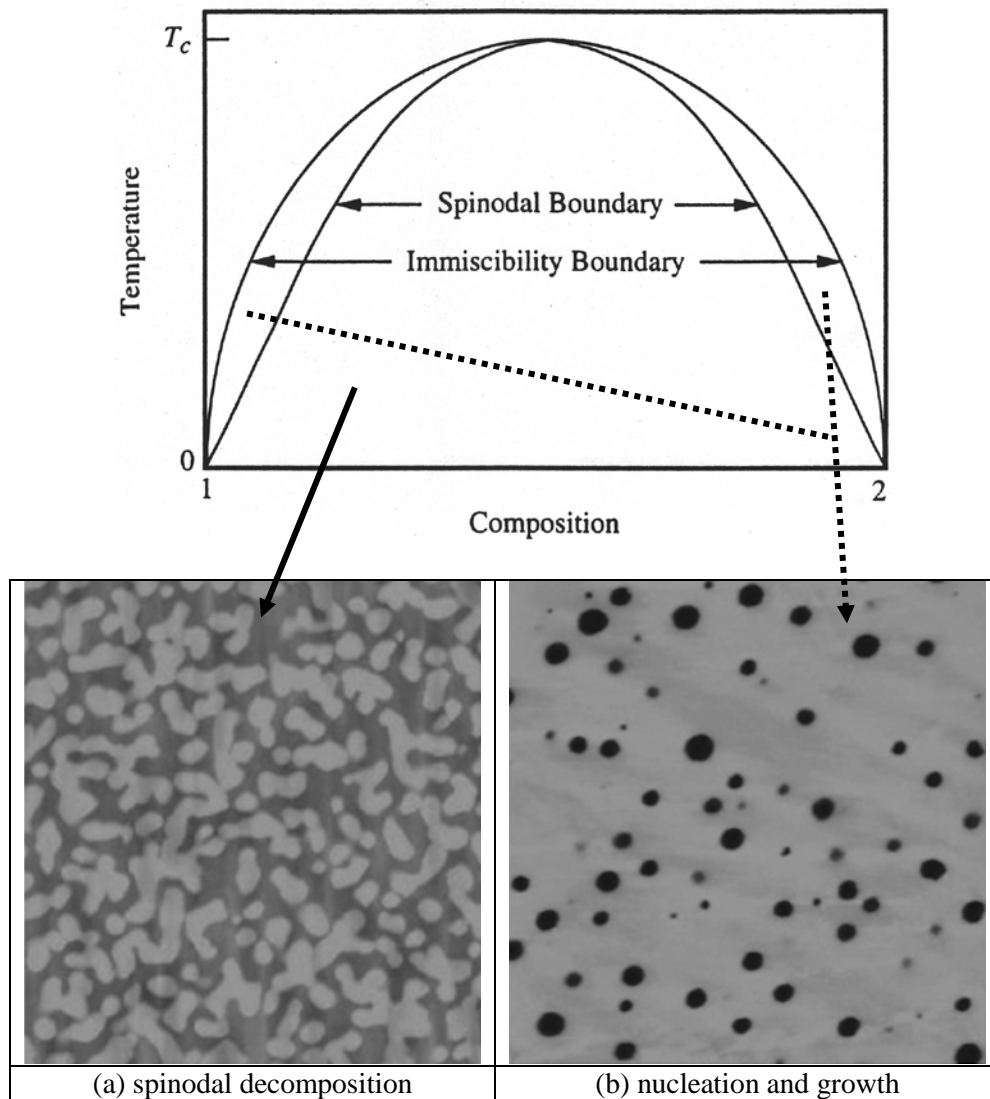 T_c
Temperature
Spinodal Boundary
Immiscibility Boundary
0
1
2
Composition
(a) spinodal decomposition
(b) nucleation and growth